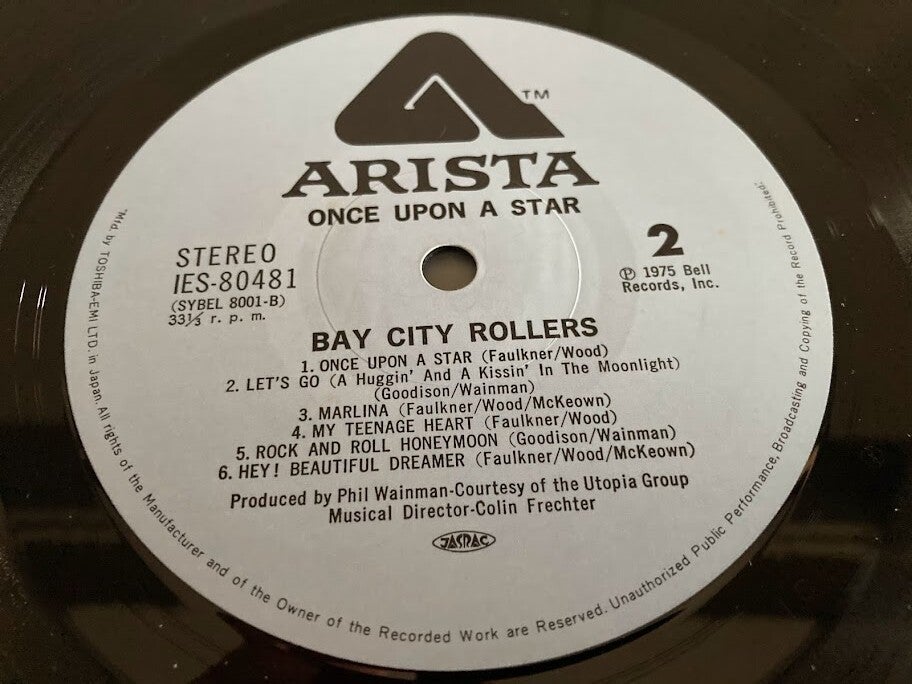 TM
ARISTA
ONCE UPON A STAR
STEREO
IES-80481
(SYBEL 8001-B)
33⅓ r. p. m.
2
Ⓟ 1975 Bell
Records, Inc.
BAY CITY ROLLERS
1. ONCE UPON A STAR (Faulkner/Wood)
2. LET'S GO (A Huggin' And A Kissin' In The Moonlight)
(Goodison/Wainman)
3. MARLINA (Faulkner/Wood/McKeown)
4. MY TEENAGE HEART (Faulkner/Wood)
5. ROCK AND ROLL HONEYMOON (Goodison/Wainman)
6. HEY! BEAUTIFUL DREAMER (Faulkner/Wood/McKeown)
Produced by Phil Wainman-Courtesy of the Utopia Group
Musical Director-Colin Frechter
JASRAC
"Mfd. by TOSHIBA-EMI LTD. in Japan. All rights of the Manufacturer and of the Owner of the Recorded Work are Reserved. Unauthorized Public Performance, Broadcasting and Copying of the Record Prohibited."